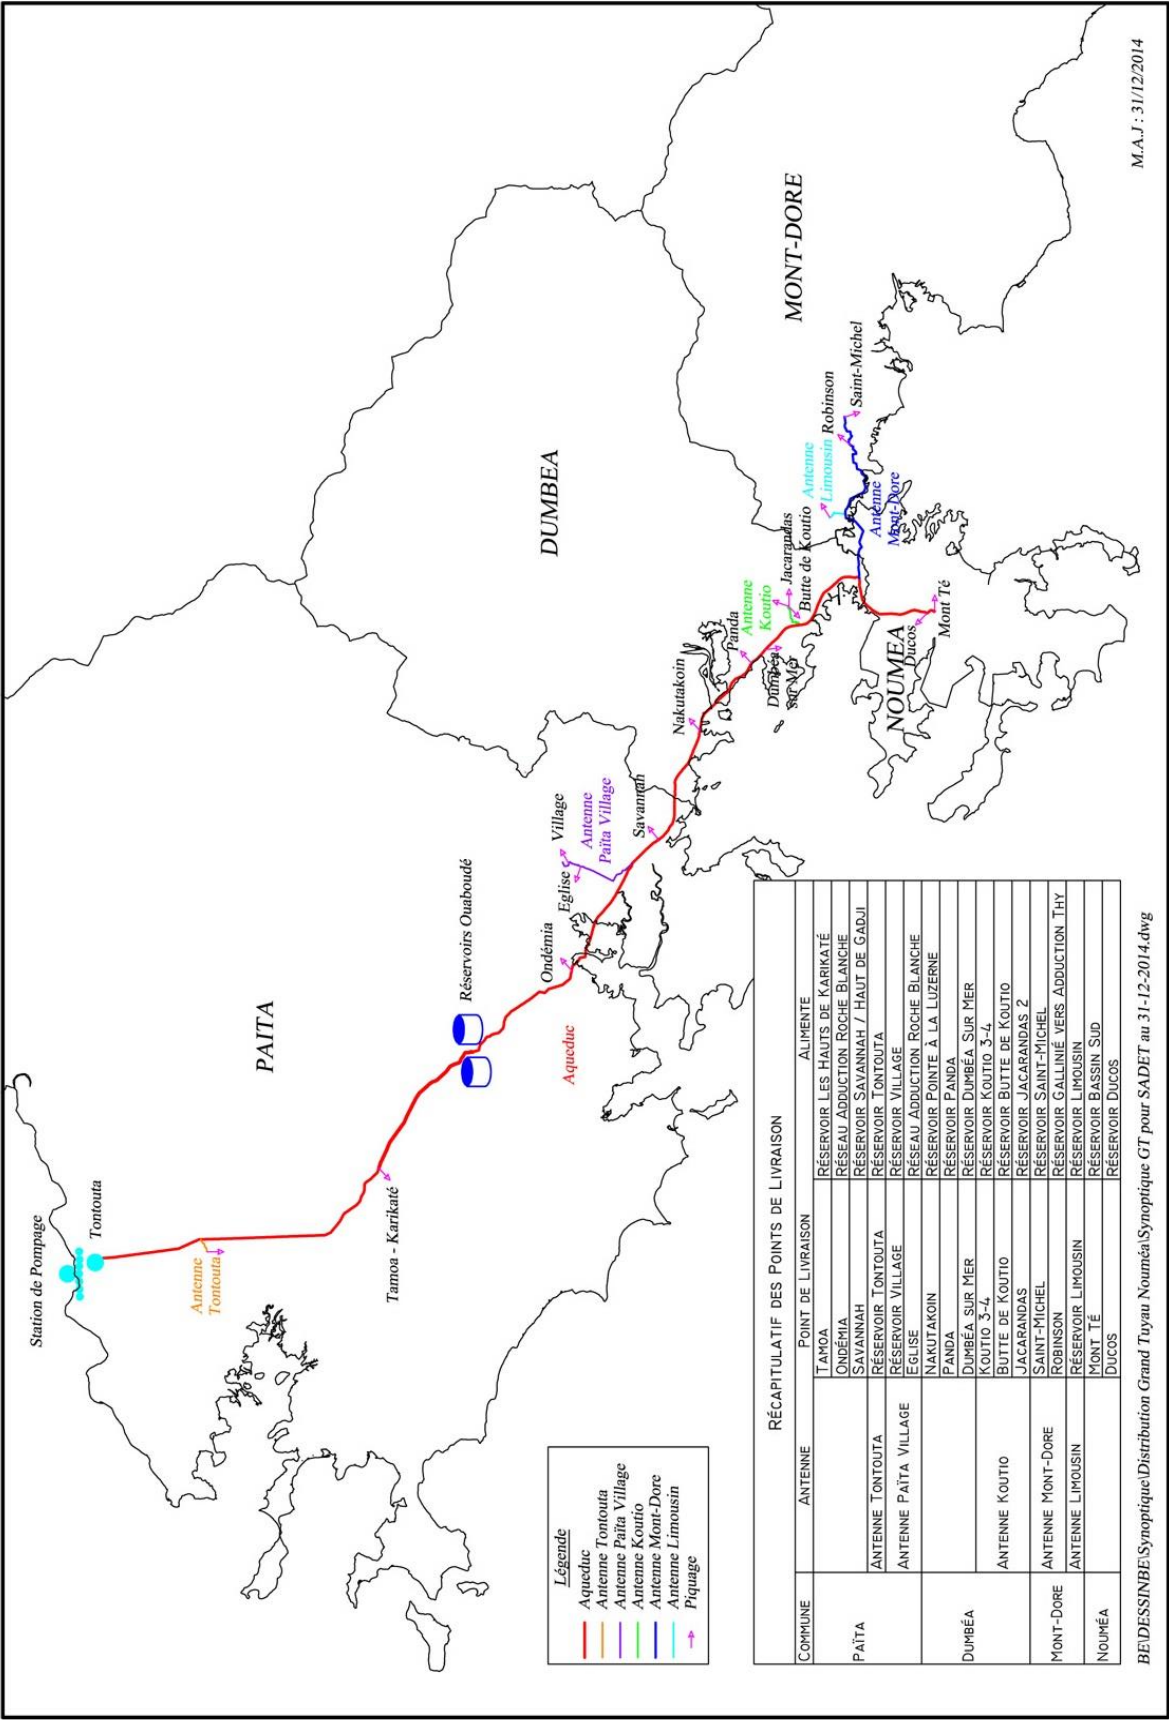 Station de Pompage
Tontouta
Antenne
Tontouta
PAITA
Tamoa - Karikaté
Réservoirs Ouaboudé
Aqueduc
Ondémia
Eglise
Village
Antenne
Païta Village
Savannah
DUMBEA
Nakutakoin
Panda
Dumbéa
sur Mer
Antenne
Koutio
Jacarandas
Butte de Koutio
MONT-DORE
Antenne
Limousin
Robinson
Saint-Michel
Antenne
Mont-Dore
NOUMEA
Ducos
Mont Té
Légende
Aqueduc
Antenne Tontouta
Antenne Païta Village
Antenne Koutio
Antenne Mont-Dore
Antenne Limousin
Piquage
RÉCAPITULATIF DES POINTS DE LIVRAISON
COMMUNE ANTENNE POINT DE LIVRAISON ALIMENTE
PAÏTA
TAMOA RÉSERVOIR LES HAUTS DE KARIKATÉ
ONDÉMIA RÉSEAU ADDUCTION ROCHE BLANCHE
SAVANNAH RÉSERVOIR SAVANNAH / HAUT DE GADJI
ANTENNE TONTOUTA RÉSERVOIR TONTOUTA RÉSERVOIR TONTOUTA
ANTENNE PAÏTA VILLAGE
RÉSERVOIR VILLAGE RÉSERVOIR VILLAGE
EGLISE RÉSEAU ADDUCTION ROCHE BLANCHE
DUMBÉA
NAKUTAKOIN RÉSERVOIR POINTE À LA LUZERNE
PANDA RÉSERVOIR PANDA
DUMBÉA SUR MER RÉSERVOIR DUMBÉA SUR MER
ANTENNE KOUTIO
KOUTIO 3-4 RÉSERVOIR KOUTIO 3-4
BUTTE DE KOUTIO RÉSERVOIR BUTTE DE KOUTIO
JACARANDAS RÉSERVOIR JACARANDAS 2
MONT-DORE
ANTENNE MONT-DORE
SAINT-MICHEL RÉSERVOIR SAINT-MICHEL
ROBINSON RÉSERVOIR GALLINIÉ VERS ADDUCTION THY
ANTENNE LIMOUSIN RÉSERVOIR LIMOUSIN RÉSERVOIR LIMOUSIN
NOUMÉA
MONT TÉ RÉSERVOIR BASSIN SUD
DUCOS RÉSERVOIR DUCOS
BE\DESSINBE\Synoptique\Distribution Grand Tuyau Nouméa\Synoptique GT pour SADET au 31-12-2014.dwg
M.A.J : 31/12/2014